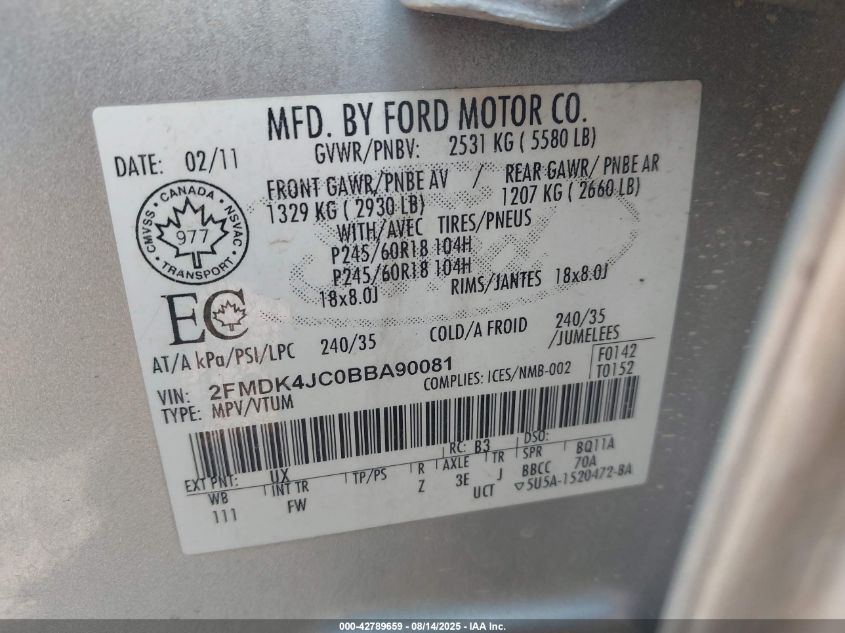 MFD. BY FORD MOTOR CO.
DATE: 02/11 GVWR/PNBV: 2531 KG ( 5580 LB)
FRONT GAWR/PNBE AV / REAR GAWR/ PNBE AR
1329 KG ( 2930 LB) 1207 KG ( 2660 LB)
WITH/AVEC TIRES/PNEUS
P245/60R18 104H
P245/60R18 104H
18x8.0J RIMS/JANTES 18x8.0J
CMVSS CANADA NSVAC
977
TRANSPORT
EC
AT/A kPa/PSI/LPC 240/35 COLD/A FROID 240/35
/JUMELEES
VIN: 2FMDK4JC0BBA90081 COMPLIES: ICES/NMB-002 F0142
TYPE: MPV/VTUM T0152
EXT PNT: UX RC: B3 DSO:
WB INT TR TP/PS R AXLE TR SPR BQ11A
111 FW Z 3E J BBCC 70A
UCT ▽5U5A-1520472-BA
000-42789659 - 08/14/2025 - IAA Inc.